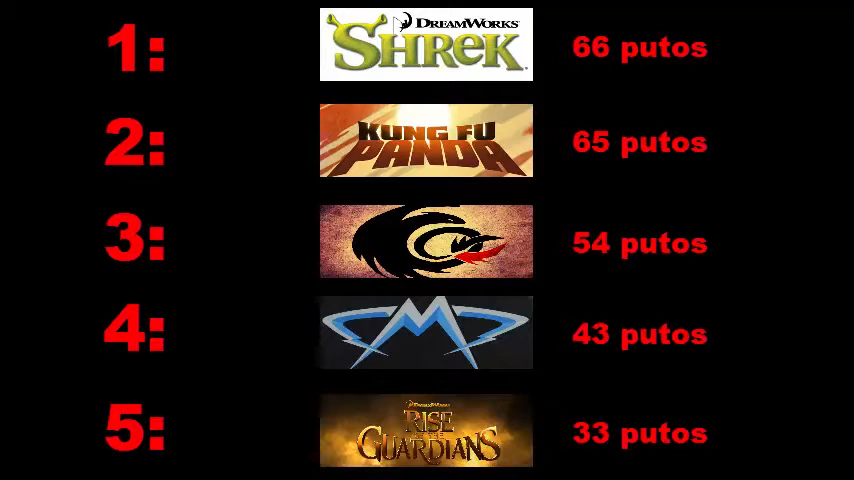 1:
DREAMWORKS
SHREK
66 putos
2:
KUNG FU
PANDA
65 putos
3:
54 putos
4:
43 putos
5:
DREAMWORKS
RISE
OF THE
GUARDIANS
33 putos